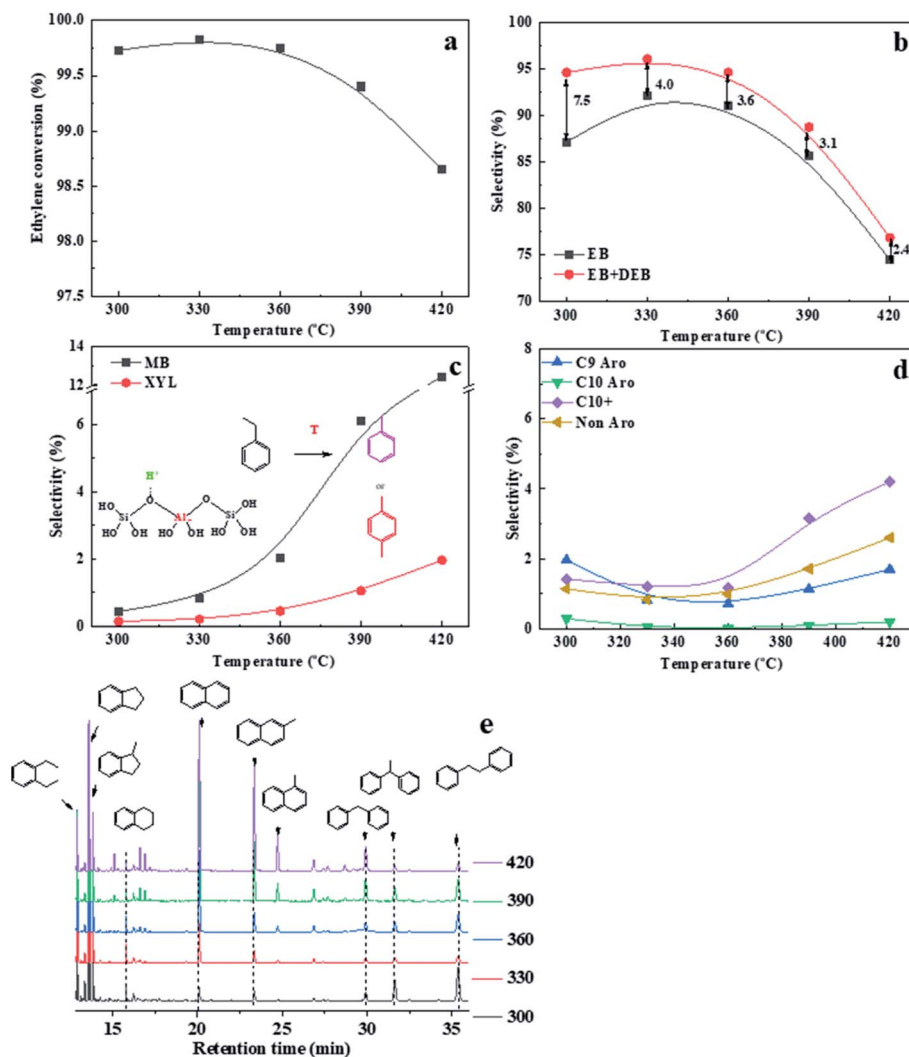 a
100.0
99.5
99.0
98.5
98.0
97.5
Ethylene conversion (%)
300 330 360 390 420
Temperature (°C)
b
100
95
90
85
80
75
70
Selectivity (%)
7.5
4.0
3.6
3.1
2.4
EB
EB+DEB
300 330 360 390 420
Temperature (°C)
c
14
12
6
4
2
0
Selectivity (%)
MB
XYL
T
or
H+
O O
HO Si Al- Si OH
HO OH HO OH HO OH
300 330 360 390 420
Temperature (°C)
d
8
6
4
2
0
Selectivity (%)
C9 Aro
C10 Aro
C10+
Non Aro
300 320 340 360 380 400 420
Temperature (°C)
e
420
390
360
330
300
15 20 25 30 35
Retention time (min)